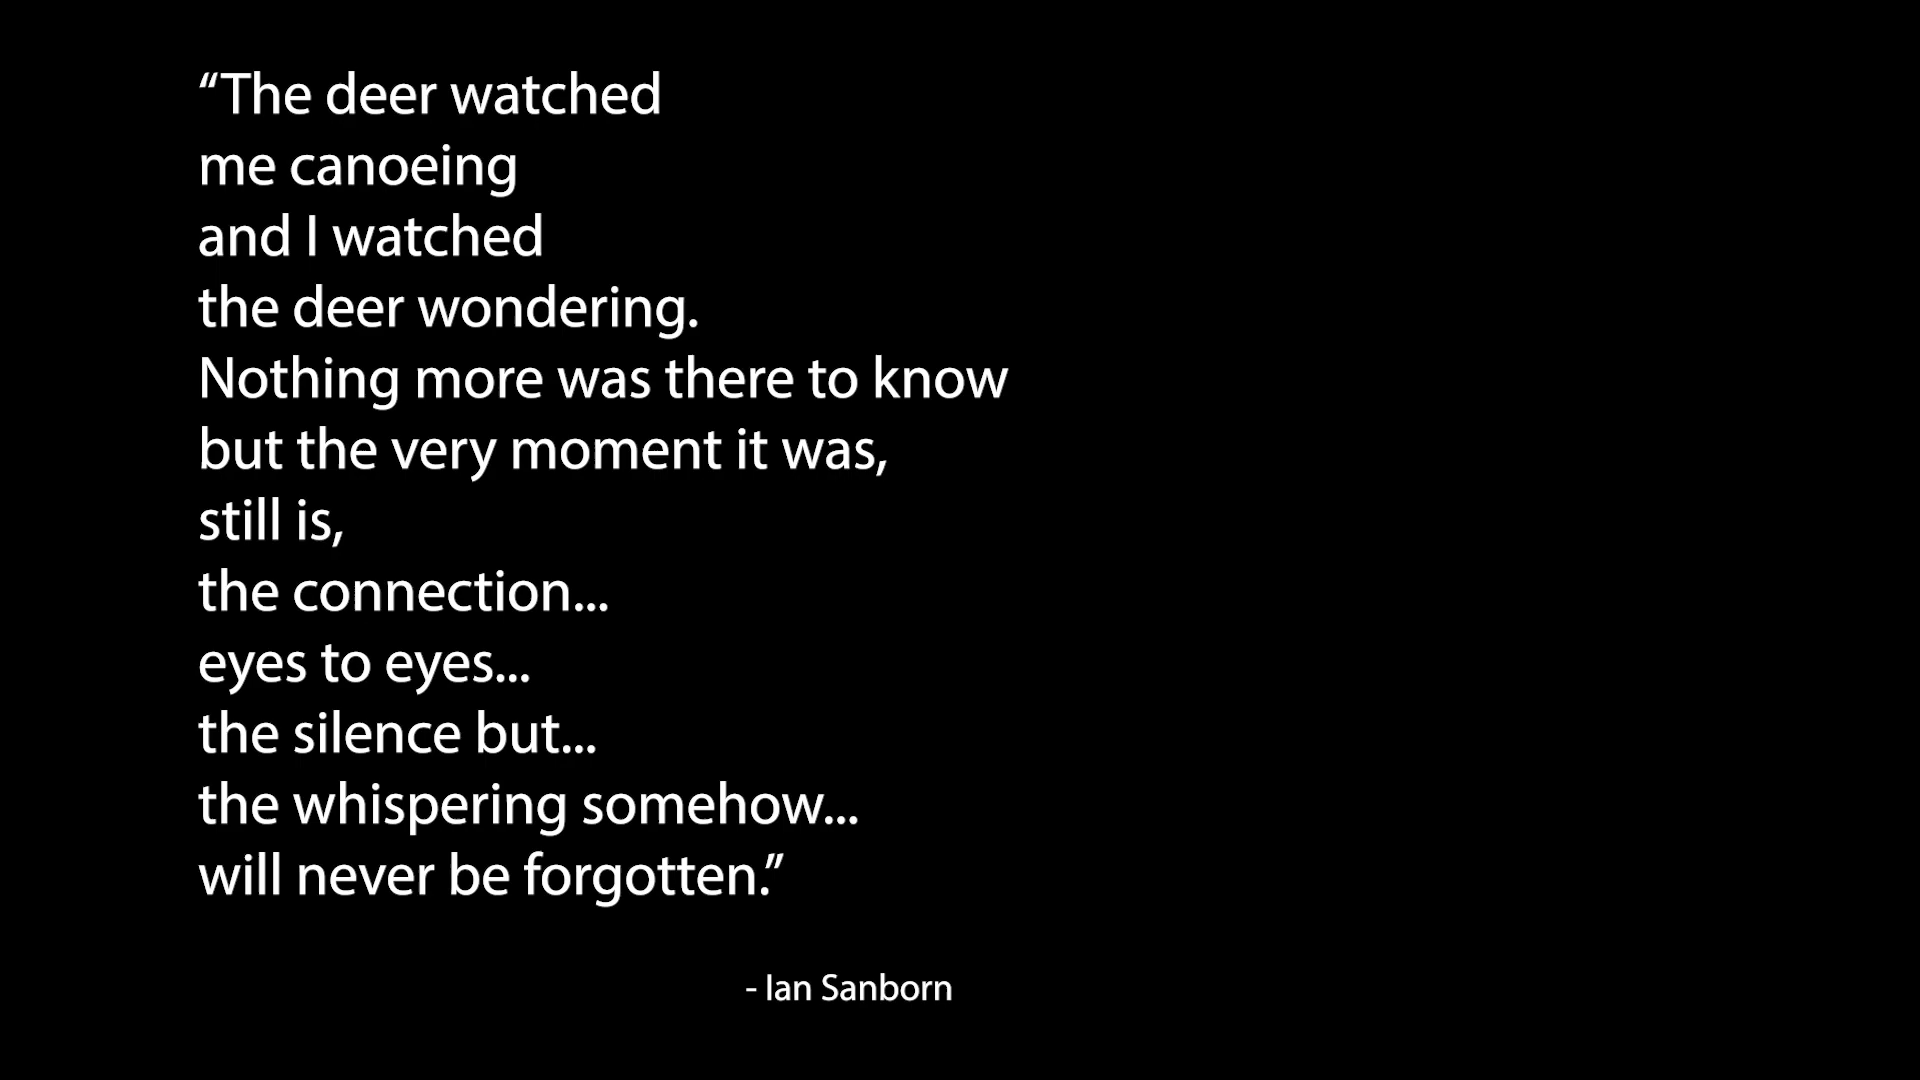 “The deer watched
me canoeing
and I watched
the deer wondering.
Nothing more was there to know
but the very moment it was,
still is,
the connection...
eyes to eyes...
the silence but...
the whispering somehow...
will never be forgotten.”
- Ian Sanborn